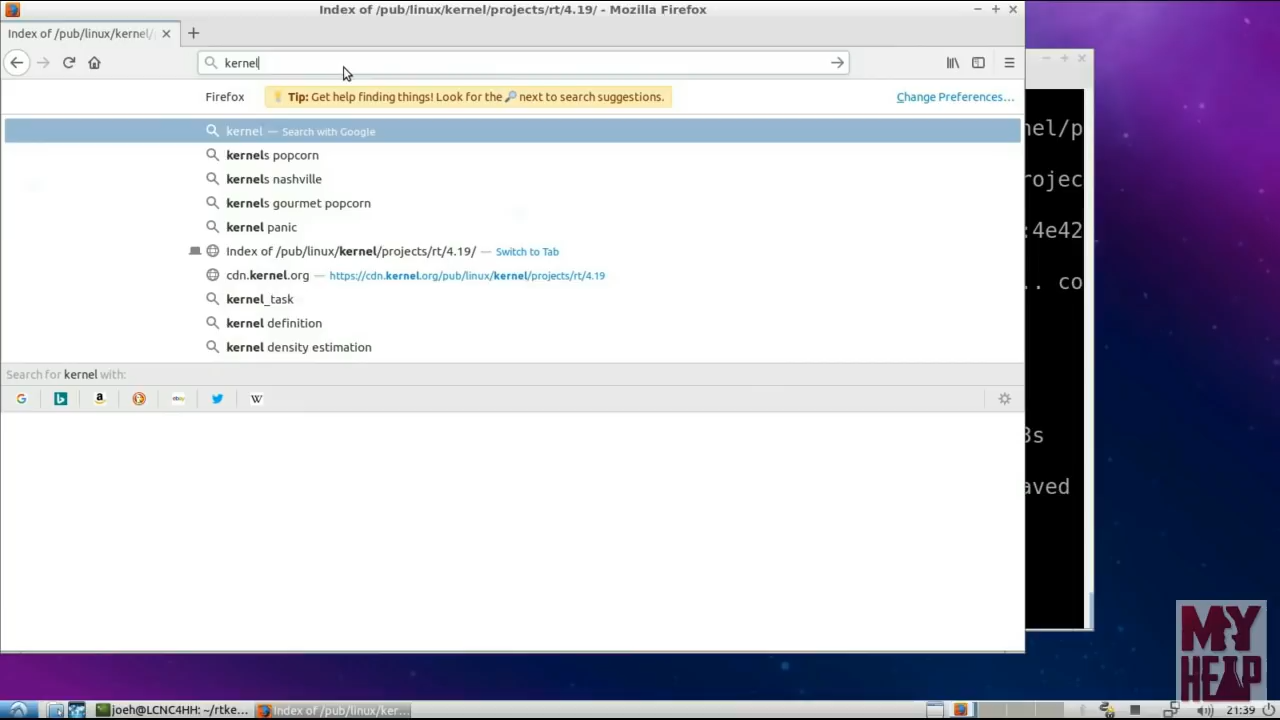 Index of /pub/linux/kernel/projects/rt/4.19/ - Mozilla Firefox
Index of /pub/linux/kernel/
kernel
Firefox
Tip: Get help finding things! Look for the next to search suggestions.
Change Preferences...
kernel — Search with Google
kernels popcorn
kernels nashville
kernels gourmet popcorn
kernel panic
Index of /pub/linux/kernel/projects/rt/4.19/ — Switch to Tab
cdn.kernel.org — https://cdn.kernel.org/pub/linux/kernel/projects/rt/4.19
kernel_task
kernel definition
kernel density estimation
Search for kernel with:
nel/p
rojec
:4e42
.. co
3s
aved
MY
HEAP
joeh@LCNC4HH: ~/rtke...
Index of /pub/linux/ker...
21:39